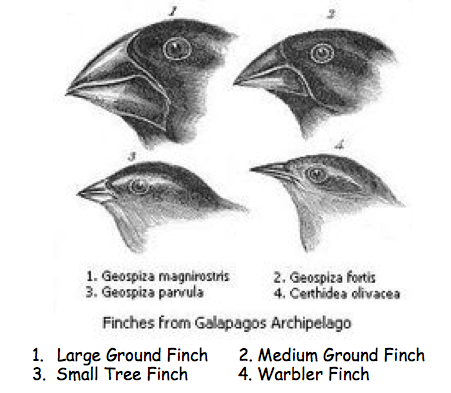 1
2
3
4
1. Geospiza magnirostris 2. Geospiza fortis
3. Geospiza parvula 4. Certhidea olivacea
Finches from Galapagos Archipelago
1. Large Ground Finch 2. Medium Ground Finch
3. Small Tree Finch 4. Warbler Finch